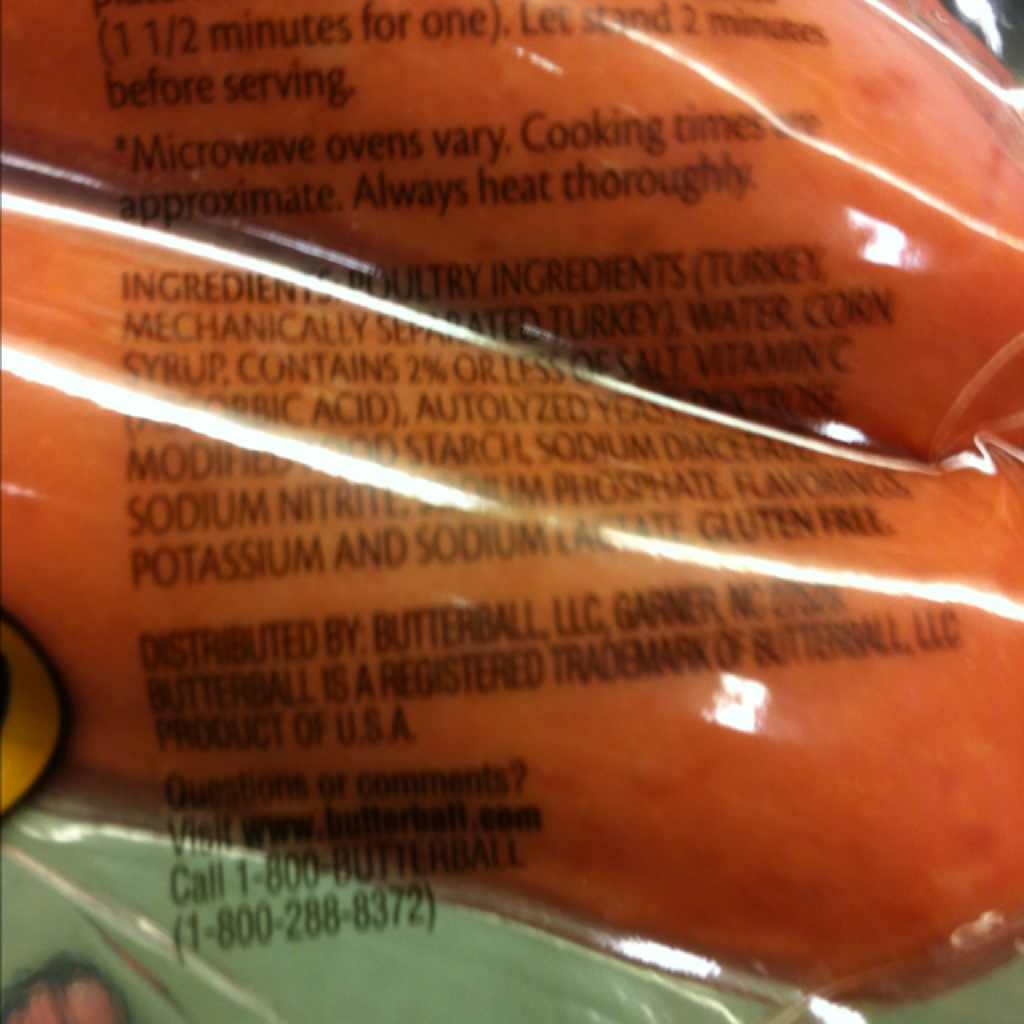 (1 1/2 minutes for one). Let stand 2 minutes
before serving.
*Microwave ovens vary. Cooking times are
approximate. Always heat thoroughly.
INGREDIENTS: POULTRY INGREDIENTS (TURKEY,
MECHANICALLY SEPARATED TURKEY), WATER, CORN
SYRUP, CONTAINS 2% OR LESS OF SALT, VITAMIN C
(ASCORBIC ACID), AUTOLYZED
MODIFIED FOOD STARCH, SODIUM DIACETATE,
SODIUM NITRITE, PHOSPHATE, FLAVORINGS,
POTASSIUM AND SODIUM LACTATE. GLUTEN FREE.
DISTRIBUTED BY: BUTTERBALL, LLC, GARNER, NC
BUTTERBALL IS A REGISTERED TRADEMARK OF BUTTERBALL, LLC
PRODUCT OF U.S.A.
Questions or comments?
Visit www.butterball.com
Call 1-800-BUTTERBALL
(1-800-288-8372)